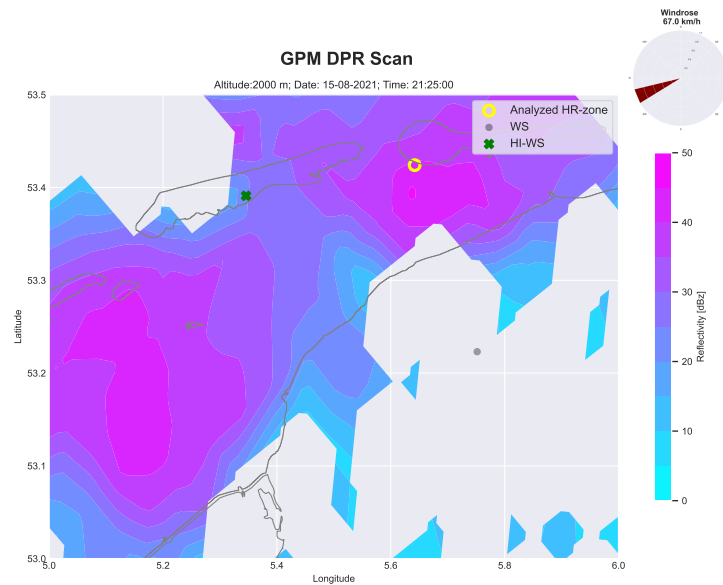 Windrose
67.0 km/h
GPM DPR Scan
Altitude:2000 m; Date: 15-08-2021; Time: 21:25:00
Analyzed HR-zone
WS
HI-WS
53.5
53.4
53.3
53.2
53.1
53.0
Latitude
5.0
5.2
5.4
5.6
5.8
6.0
Longitude
50
40
30
20
10
0
Reflectivity [dBz]